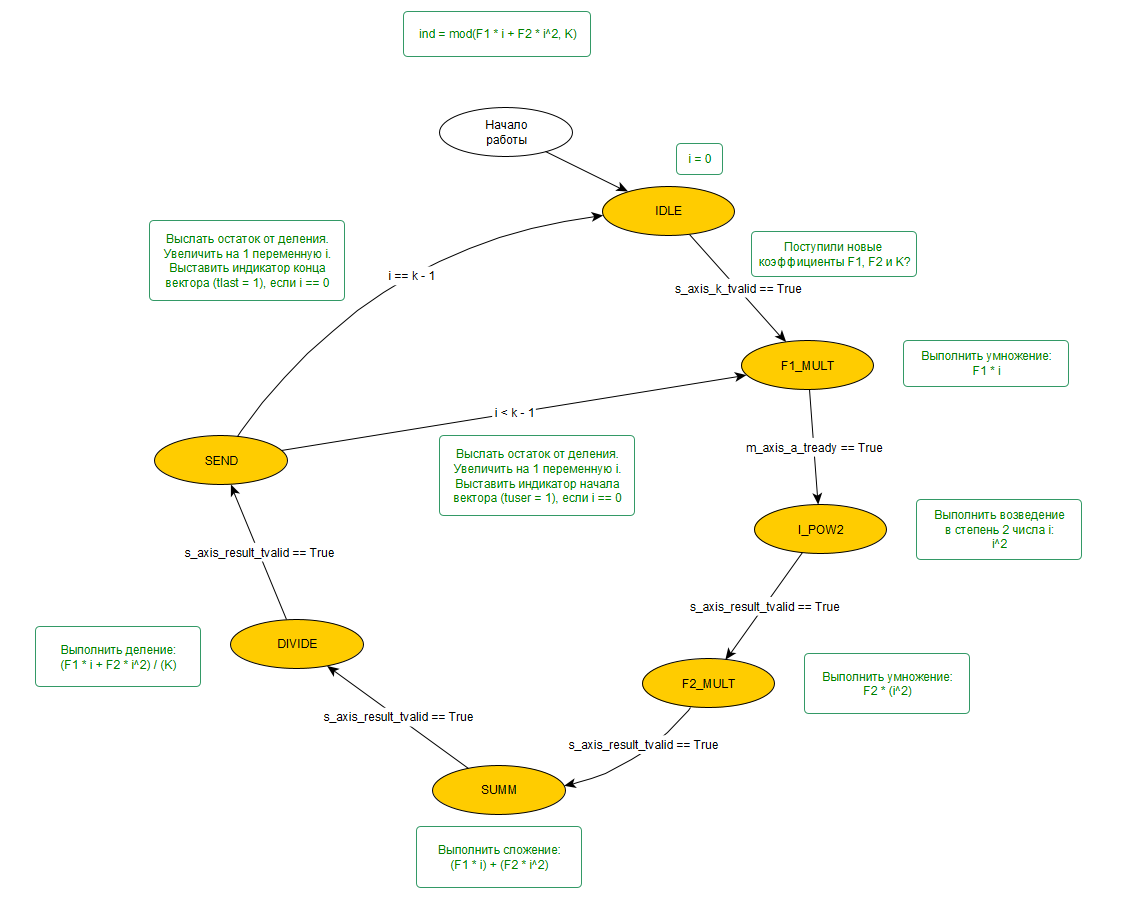 ind = mod(F1 * i + F2 * i^2, K)
Начало
работы
i = 0
IDLE
Выслать остаток от деления.
Увеличить на 1 переменную i.
Выставить индикатор конца
вектора (tlast = 1), если i == 0
Поступили новые
коэффициенты F1, F2 и K?
i == k - 1
s_axis_k_tvalid == True
F1_MULT
Выполнить умножение:
F1 * i
i < k - 1
Выслать остаток от деления.
Увеличить на 1 переменную i.
Выставить индикатор начала
вектора (tuser = 1), если i == 0
m_axis_a_tready == True
SEND
I_POW2
Выполнить возведение
в степень 2 числа i:
i^2
s_axis_result_tvalid == True
s_axis_result_tvalid == True
DIVIDE
Выполнить деление:
(F1 * i + F2 * i^2) / (K)
F2_MULT
Выполнить умножение:
F2 * (i^2)
s_axis_result_tvalid == True
s_axis_result_tvalid == True
SUMM
Выполнить сложение:
(F1 * i) + (F2 * i^2)